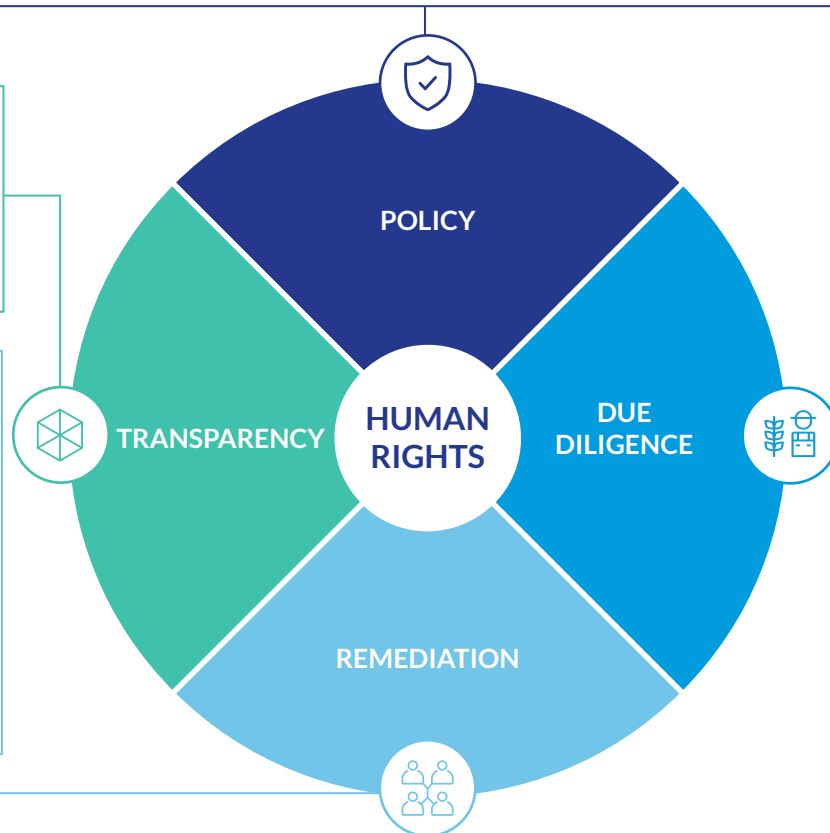 POLICY
TRANSPARENCY
HUMAN
RIGHTS
DUE
DILIGENCE
REMEDIATION